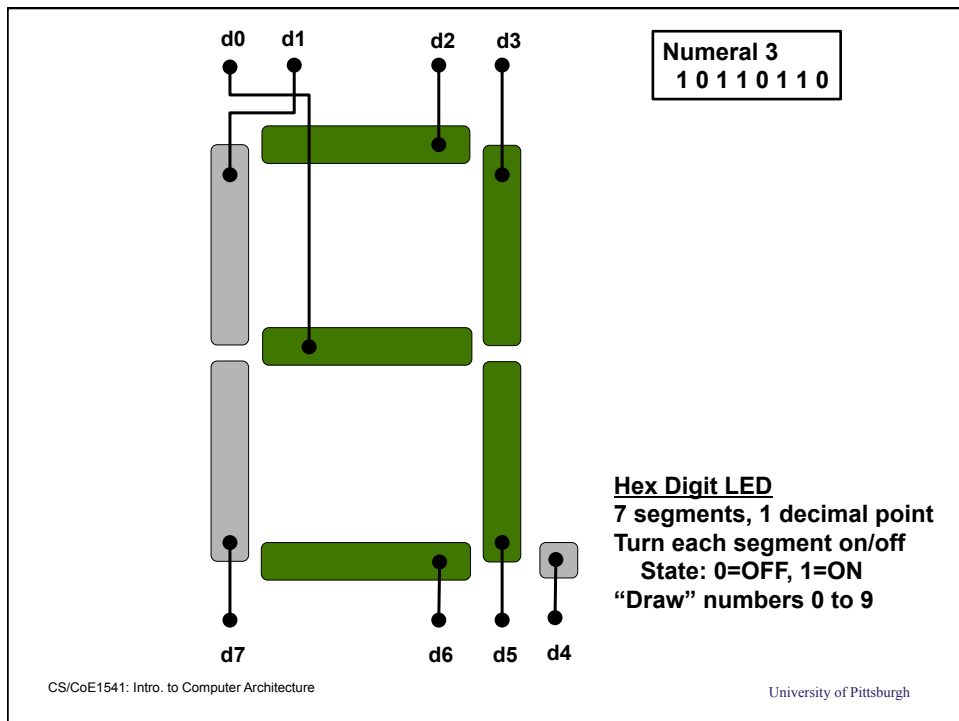 d0 d1 d2 d3
Numeral 3
1 0 1 1 0 1 1 0
Hex Digit LED
7 segments, 1 decimal point
Turn each segment on/off
State: 0=OFF, 1=ON
“Draw” numbers 0 to 9
d7 d6 d5 d4
CS/CoE1541: Intro. to Computer Architecture
University of Pittsburgh